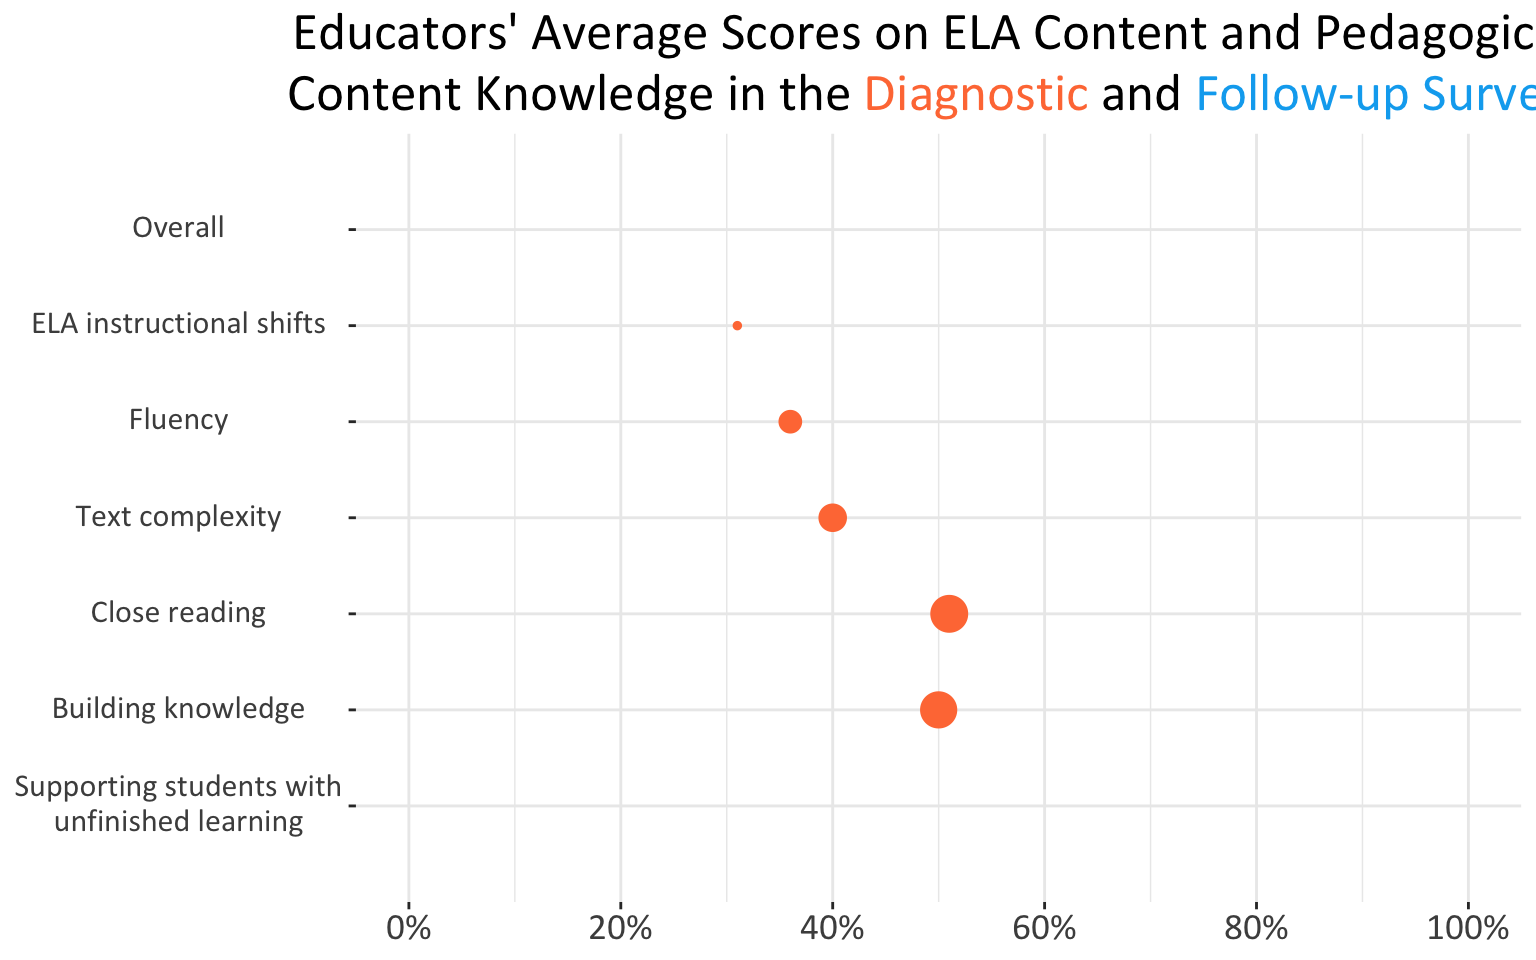 Educators' Average Scores on ELA Content and Pedagogic
Content Knowledge in the Diagnostic and Follow-up Surve
Overall
ELA instructional shifts
Fluency
Text complexity
Close reading
Building knowledge
Supporting students with
unfinished learning
0% 20% 40% 60% 80% 100%